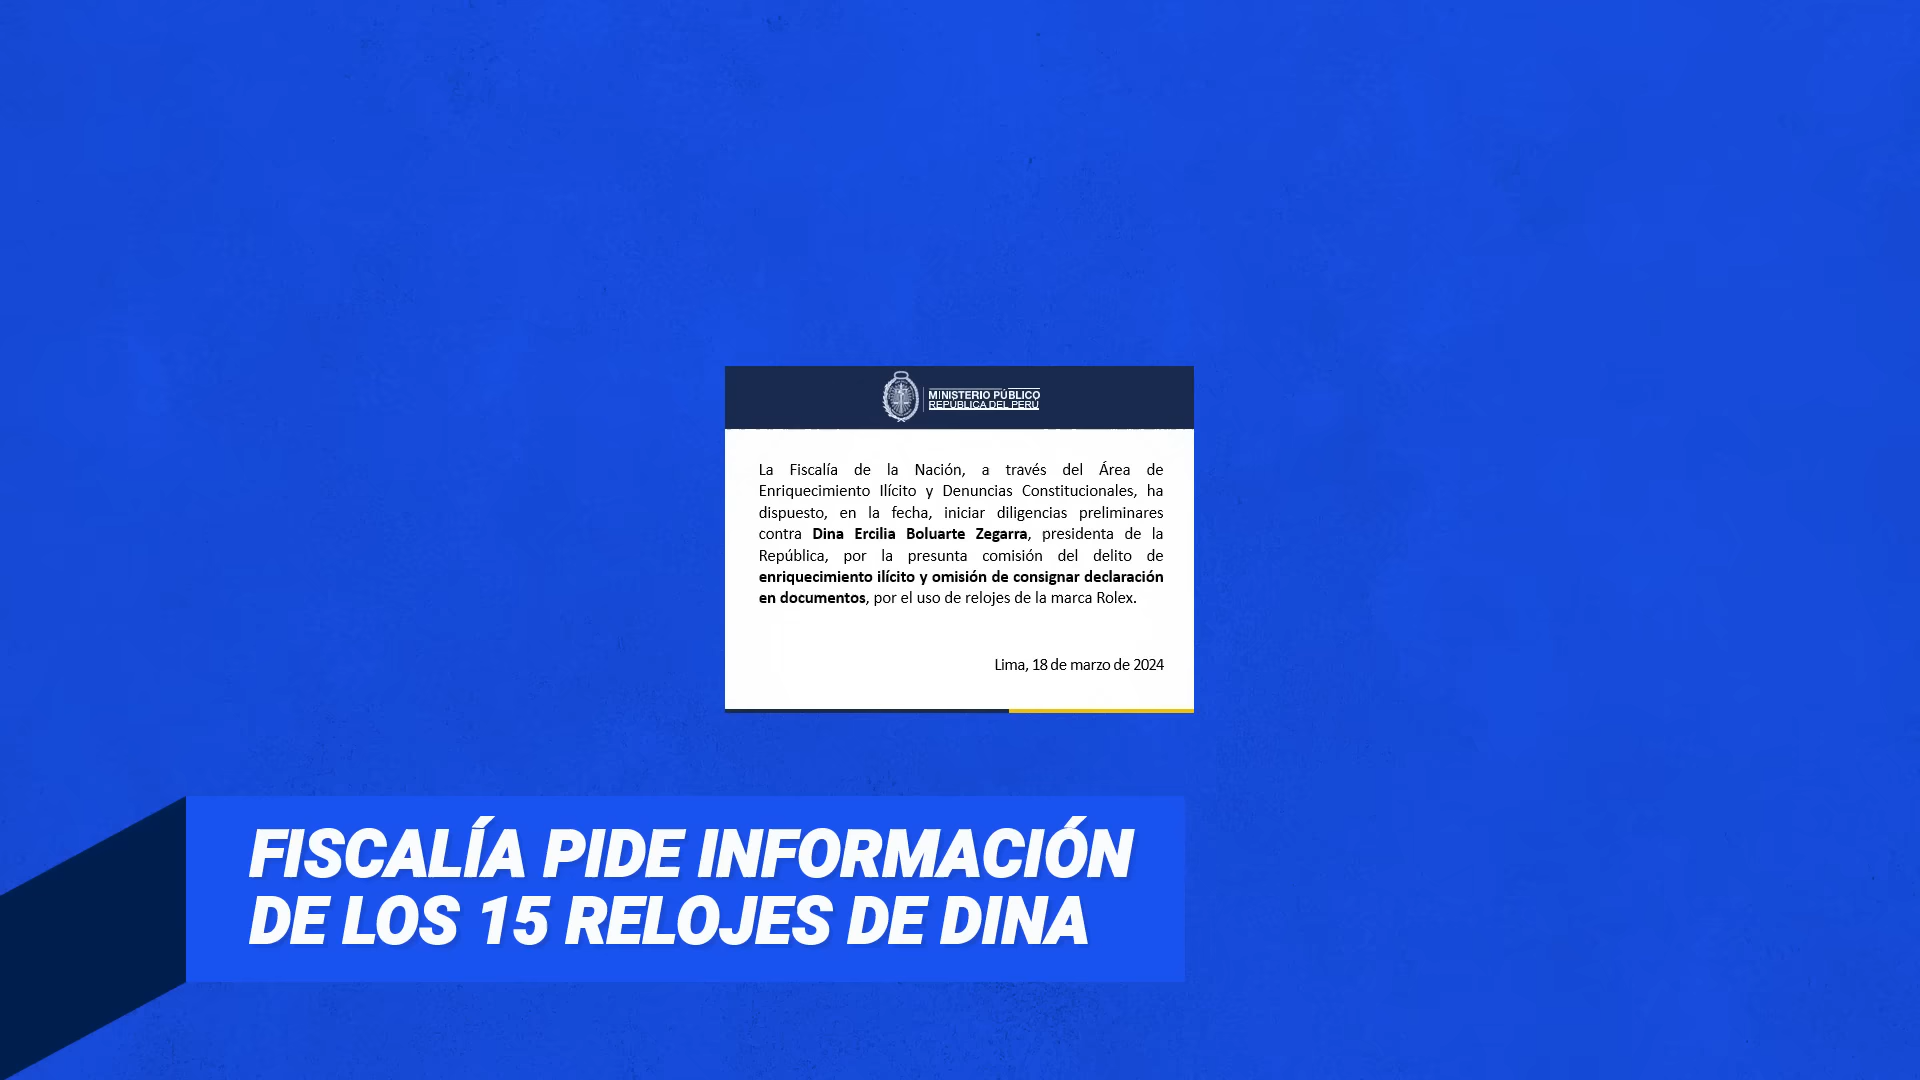 MINISTERIO PÚBLICO
REPUBLICA DEL PERU
La Fiscalía de la Nación, a través del Área de
Enriquecimiento Ilícito y Denuncias Constitucionales, ha
dispuesto, en la fecha, iniciar diligencias preliminares
contra Dina Ercilia Boluarte Zegarra, presidenta de la
República, por la presunta comisión del delito de
enriquecimiento ilícito y omisión de consignar declaración
en documentos, por el uso de relojes de la marca Rolex.
Lima, 18 de marzo de 2024
FISCALÍA PIDE INFORMACIÓN
DE LOS 15 RELOJES DE DINA